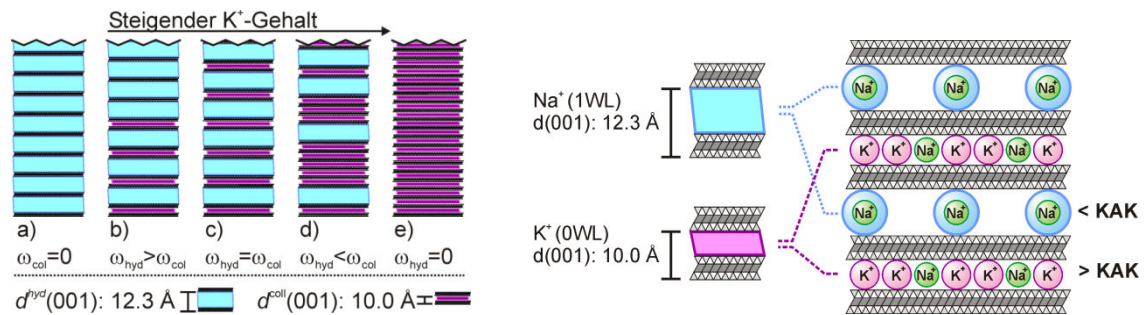 Steigender K⁺-Gehalt
a) b) c) d) e)
ω_col=0 ω_hyd>ω_col ω_hyd=ω_col ω_hyd<ω_col ω_hyd=0
d^hyd(001): 12.3 Å d^coll(001): 10.0 Å
Na⁺(1WL)
d(001): 12.3 Å
K⁺(0WL)
d(001): 10.0 Å
Na⁺ Na⁺ Na⁺
K⁺ K⁺ Na⁺ K⁺ K⁺ Na⁺ K⁺
Na⁺ Na⁺ Na⁺ < KAK
K⁺ K⁺ Na⁺ K⁺ K⁺ Na⁺ K⁺ > KAK